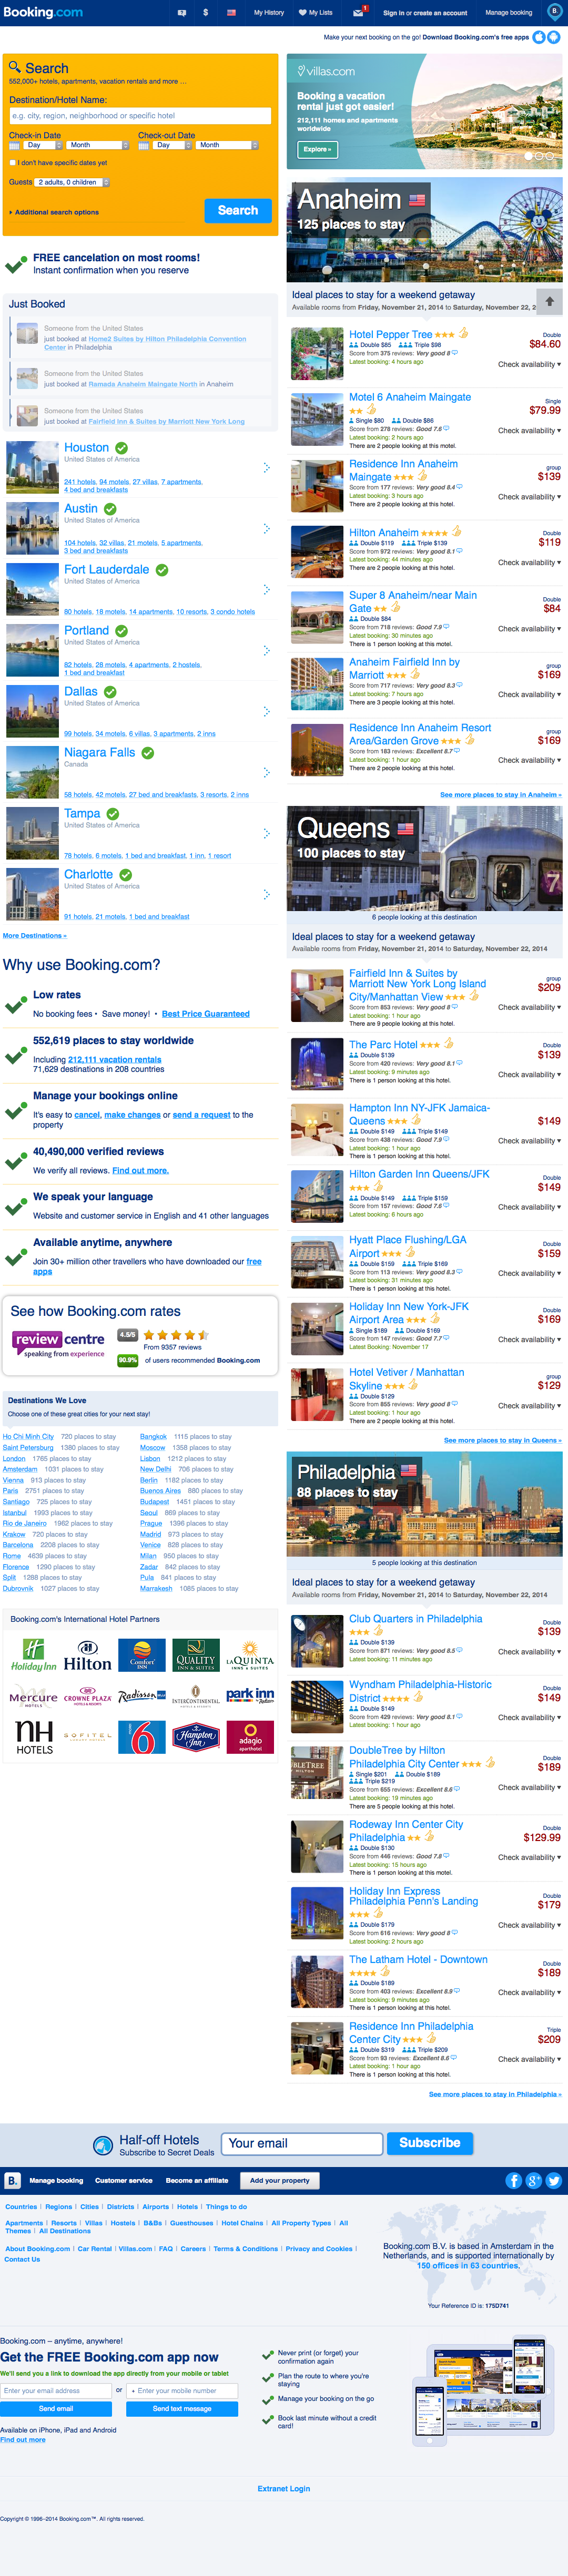 Booking.com
$
My History
My Lists
1
Sign in or create an account
Manage booking
B.
Make your next booking on the go! Download Booking.com's free apps
Search
552,000+ hotels, apartments, vacation rentals and more …
Destination/Hotel Name:
e.g. city, region, neighborhood or specific hotel
Check-in Date
Check-out Date
Day
Month
Day
Month
I don't have specific dates yet
Guests 2 adults, 0 children
Additional search options
Search
FREE cancelation on most rooms!
Instant confirmation when you reserve
Just Booked
Someone from the United States
just booked at Home2 Suites by Hilton Philadelphia Convention
Center in Philadelphia
Someone from the United States
just booked at Ramada Anaheim Maingate North in Anaheim
Someone from the United States
just booked at Fairfield Inn & Suites by Marriott New York Long
Houston
United States of America
241 hotels, 94 motels, 27 villas, 7 apartments,
4 bed and breakfasts
Austin
United States of America
104 hotels, 32 villas, 21 motels, 5 apartments,
3 bed and breakfasts
Fort Lauderdale
United States of America
80 hotels, 18 motels, 14 apartments, 10 resorts, 3 condo hotels
Portland
United States of America
82 hotels, 28 motels, 4 apartments, 2 hostels,
1 bed and breakfast
Dallas
United States of America
99 hotels, 34 motels, 6 villas, 3 apartments, 2 inns
Niagara Falls
Canada
58 hotels, 42 motels, 27 bed and breakfasts, 3 resorts, 2 inns
Tampa
United States of America
78 hotels, 6 motels, 1 bed and breakfast, 1 inn, 1 resort
Charlotte
United States of America
91 hotels, 21 motels, 1 bed and breakfast
More Destinations »
Why use Booking.com?
Low rates
No booking fees • Save money! • Best Price Guaranteed
552,619 places to stay worldwide
Including 212,111 vacation rentals
71,629 destinations in 208 countries
Manage your bookings online
It's easy to cancel, make changes or send a request to the
property
40,490,000 verified reviews
We verify all reviews. Find out more.
We speak your language
Website and customer service in English and 41 other languages
Available anytime, anywhere
Join 30+ million other travellers who have downloaded our free
apps
See how Booking.com rates
review centre
speaking from experience
4.5/5
From 9357 reviews
90.9%
of users recommended Booking.com
Destinations We Love
Choose one of these great cities for your next stay!
Ho Chi Minh City 720 places to stay
Saint Petersburg 1380 places to stay
London 1765 places to stay
Amsterdam 1031 places to stay
Vienna 913 places to stay
Paris 2751 places to stay
Santiago 725 places to stay
Istanbul 1993 places to stay
Rio de Janeiro 1962 places to stay
Krakow 720 places to stay
Barcelona 2208 places to stay
Rome 4639 places to stay
Florence 1290 places to stay
Split 1288 places to stay
Dubrovnik 1027 places to stay
Bangkok 1115 places to stay
Moscow 1358 places to stay
Lisbon 1212 places to stay
New Delhi 706 places to stay
Berlin 1182 places to stay
Buenos Aires 880 places to stay
Budapest 1451 places to stay
Seoul 869 places to stay
Prague 1396 places to stay
Madrid 973 places to stay
Venice 828 places to stay
Milan 950 places to stay
Zadar 842 places to stay
Pula 841 places to stay
Marrakesh 1085 places to stay
Booking.com's International Hotel Partners
Holiday Inn
Hilton
Comfort INN
QUALITY INN & SUITES
LAQUINTA INNS & SUITES
Mercure HOTELS
CROWNE PLAZA
Radisson
INTERCONTINENTAL
park inn
nH HOTELS
SOFITEL
6
Hampton Inn
adagio aparthotel
villas.com
Booking a vacation
rental just got easier!
212,111 homes and apartments
worldwide
Explore »
Anaheim
125 places to stay
Ideal places to stay for a weekend getaway
Available rooms from Friday, November 21, 2014 to Saturday, November 22, 2
Hotel Pepper Tree
Double $85 Triple $98
Score from 375 reviews: Very good 8
Latest booking: 4 hours ago
Double
$84.60
Check availability
Motel 6 Anaheim Maingate
Single $80 Double $86
Score from 278 reviews: Good 7.6
Latest booking: 2 hours ago
There are 2 people looking at this motel.
Single
$79.99
Check availability
Residence Inn Anaheim
Maingate
Score from 177 reviews: Very good 8.4
Latest booking: 3 hours ago
There are 2 people looking at this hotel.
group
$139
Check availability
Hilton Anaheim
Double $119 Triple $139
Score from 972 reviews: Very good 8.1
Latest booking: 44 minutes ago
There are 2 people looking at this hotel.
Double
$119
Check availability
Super 8 Anaheim/near Main
Gate
Double $84
Score from 718 reviews: Good 7.9
Latest booking: 30 minutes ago
There is 1 person looking at this motel.
Double
$84
Check availability
Anaheim Fairfield Inn by
Marriott
Score from 717 reviews: Very good 8.3
Latest booking: 7 hours ago
There are 3 people looking at this hotel.
group
$169
Check availability
Residence Inn Anaheim Resort
Area/Garden Grove
Score from 183 reviews: Excellent 8.7
Latest booking: 1 hour ago
There are 2 people looking at this hotel.
group
$169
Check availability
See more places to stay in Anaheim »
Queens
100 places to stay
7
6 people looking at this destination
Ideal places to stay for a weekend getaway
Available rooms from Friday, November 21, 2014 to Saturday, November 22, 2014
Fairfield Inn & Suites by
Marriott New York Long Island
City/Manhattan View
Score from 853 reviews: Very good 8
Latest booking: 1 hour ago
There are 9 people looking at this hotel.
group
$209
Check availability
The Parc Hotel
Double $139
Score from 420 reviews: Very good 8.1
Latest booking: 9 minutes ago
There is 1 person looking at this hotel.
Double
$139
Check availability
Hampton Inn NY-JFK Jamaica-
Queens
Double $149 Triple $149
Score from 438 reviews: Good 7.9
Latest booking: 1 hour ago
There is 1 person looking at this hotel.
$149
Check availability
Hilton Garden Inn Queens/JFK
Double $149 Triple $159
Score from 157 reviews: Good 7.6
Latest booking: 6 hours ago
Double
$149
Check availability
Hyatt Place Flushing/LGA
Airport
Double $159 Triple $169
Score from 113 reviews: Very good 8.3
Latest booking: 31 minutes ago
There is 1 person looking at this hotel.
Double
$159
Check availability
Holiday Inn New York-JFK
Airport Area
Single $189 Double $169
Score from 147 reviews: Good 7.7
Latest Booking: November 17
Double
$169
Check availability
Hotel Vetiver / Manhattan
Skyline
Double $129
Score from 855 reviews: Very good 8
Latest booking: 1 hour ago
There are 2 people looking at this hotel.
group
$129
Check availability
See more places to stay in Queens »
Philadelphia
88 places to stay
5 people looking at this destination
Ideal places to stay for a weekend getaway
Available rooms from Friday, November 21, 2014 to Saturday, November 22, 2014
Club Quarters in Philadelphia
Double $139
Score from 871 reviews: Very good 8.5
Latest booking: 11 minutes ago
Double
$139
Check availability
Wyndham Philadelphia-Historic
District
Double $149
Score from 429 reviews: Very good 8.1
Latest booking: 1 hour ago
Double
$149
Check availability
DoubleTree by Hilton
Philadelphia City Center
Single $201 Double $189
Triple $219
Score from 555 reviews: Excellent 8.6
Latest booking: 19 minutes ago
There are 5 people looking at this hotel.
Double
$189
Check availability
Rodeway Inn Center City
Philadelphia
Double $130
Score from 446 reviews: Good 7.8
Latest booking: 15 hours ago
There is 1 person looking at this motel.
Double
$129.99
Check availability
Holiday Inn Express
Philadelphia Penn's Landing
Double $179
Score from 516 reviews: Very good 8
Latest booking: 2 hours ago
Double
$179
Check availability
The Latham Hotel - Downtown
Double $189
Score from 403 reviews: Excellent 8.9
Latest booking: 9 minutes ago
There is 1 person looking at this hotel.
Double
$189
Check availability
Residence Inn Philadelphia
Center City
Double $319 Triple $209
Score from 93 reviews: Excellent 8.6
Latest booking: 1 hour ago
There is 1 person looking at this hotel.
Triple
$209
Check availability
See more places to stay in Philadelphia »
Half-off Hotels
Subscribe to Secret Deals
Your email
Subscribe
B.
Manage booking
Customer service
Become an affiliate
Add your property
Countries | Regions | Cities | Districts | Airports | Hotels | Things to do
Apartments | Resorts | Villas | Hostels | B&Bs | Guesthouses | Hotel Chains | All Property Types | All
Themes | All Destinations
About Booking.com | Car Rental | Villas.com | FAQ | Careers | Terms & Conditions | Privacy and Cookies |
Contact Us
Booking.com B.V. is based in Amsterdam in the
Netherlands, and is supported internationally by
150 offices in 63 countries.
Your Reference ID is: 175D741
Booking.com – anytime, anywhere!
Get the FREE Booking.com app now
We'll send you a link to download the app directly from your mobile or tablet
Enter your email address
or
+ Enter your mobile number
Send email
Send text message
Available on iPhone, iPad and Android
Find out more
Never print (or forget) your
confirmation again
Plan the route to where you're
staying
Manage your booking on the go
Book last minute without a credit
card!
Extranet Login
Copyright © 1996–2014 Booking.com™. All rights reserved.